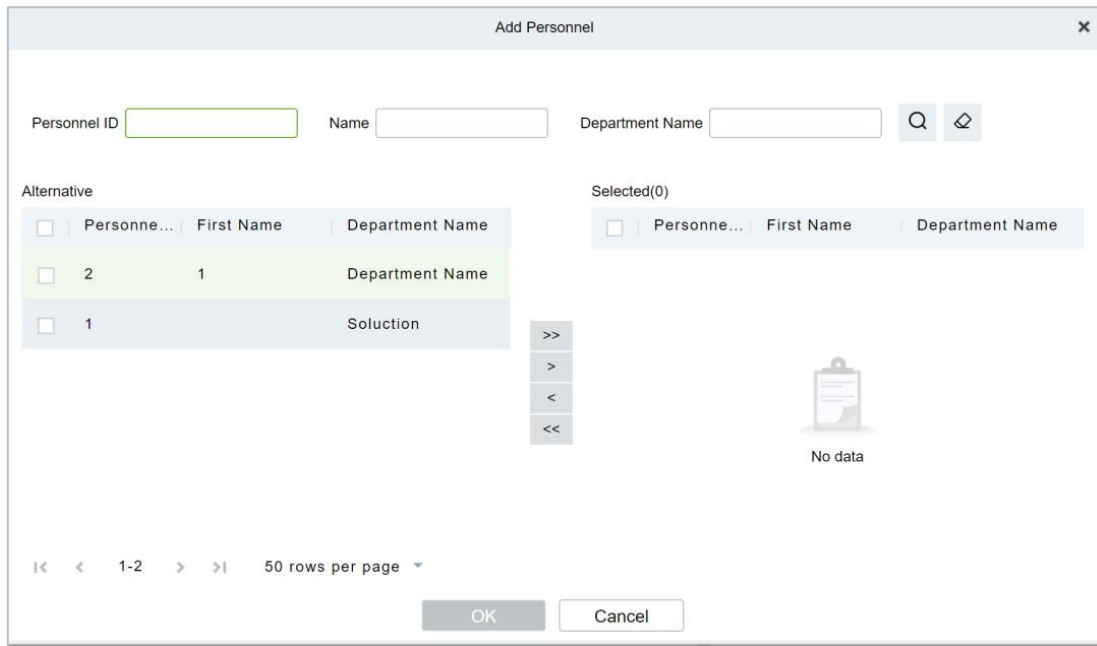 Add Personnel ×
Personnel ID Name Department Name
Alternative Selected(0)
Personne... First Name Department Name Personne... First Name Department Name
2 1 Department Name
1 Soluction
>>
>
<
<<
No data
|< < 1-2 > >| 50 rows per page
OK Cancel